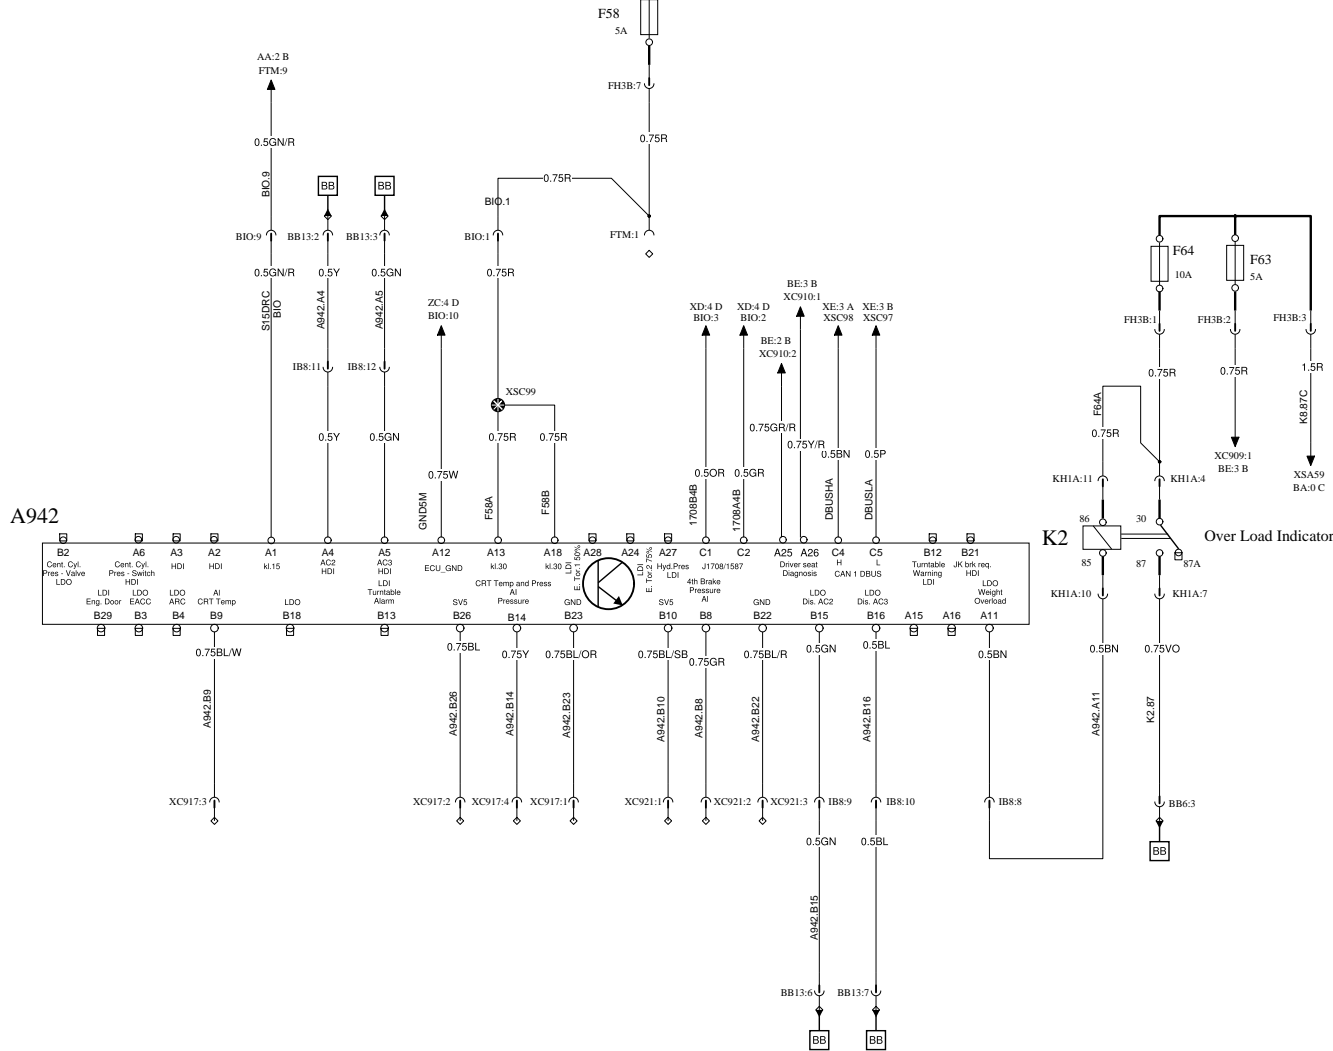 F58
5A
AA:2 B
FTM:9
FH3B:7
0.5GN/R
0.75R
BIO.9
BB
BB
0.75R
BIO.1
BIO:9
BB13:2
BB13:3
BIO:1
FTM:1
F64
10A
F63
5A
0.5GN/R
0.5Y
0.5GN
0.75R
S15DRC
BIO
A942.A4
A942.A5
ZC:4 D
BIO:10
XD:4 D
BIO:3
XD:4 D
BIO:2
BE:3 B
XC910:1
XE:3 A
XSC98
XE:3 B
XSC97
FH3B:1
FH3B:2
FH3B:3
BE:2 B
XC910:2
IB8:11
IB8:12
0.75R
0.75R
1.5R
XSC99
F64A
K8.87C
0.5Y
0.5GN
0.75R
0.75R
0.75GR/R
0.75Y/R
0.5BN
0.5P
0.75R
XC909:1
BE:3 B
0.75W
0.5OR
0.5GR
KH1A:11
KH1A:4
XSA59
BA:0 C
GND5M
F58A
F58B
1708B4B
1708A4B
DBUSHA
DBUSLA
A942
86
30
K2
Over Load Indicator
B2
A6
A3
A2
A1
A4
A5
A12
A13
A18
A28
A24
A27
C1
C2
A25
A26
C4
C5
B12
B21
85
87
87A
Cent. Cyl.
Pres - Valve
LDO
Cent. Cyl.
Pres - Switch
HDI
HDI
HDI
kl.15
AC2
HDI
AC3
HDI
ECU_GND
kl.30
kl.30
LDI
E. Tor.1 50%
LDI
E. Tor.2 75%
Hyd.Pres
LDI
J1708/1587
Driver seat
Diagnosis
H
L
CAN 1 DBUS
Turntable
Warning
LDI
JK brk req.
HDI
LDI
Eng. Door
LDO
EACC
LDO
ARC
AI
CRT Temp
LDO
LDI
Turntable
Alarm
SV5
CRT Temp and Press
AI
Pressure
GND
SV5
4th Brake
Pressure
AI
GND
LDO
Dis. AC2
LDO
Dis. AC3
LDO
Weight
Overload
B29
B3
B4
B9
B18
B13
B26
B14
B23
B10
B8
B22
B15
B16
A15
A16
A11
KH1A:10
KH1A:7
0.75BL/W
0.75BL
0.75Y
0.75BL/OR
0.75BL/SB
0.75GR
0.75BL/R
0.5GN
0.5BL
0.5BN
0.5BN
0.75VO
A942.B9
A942.B26
A942.B14
A942.B23
A942.B10
A942.B8
A942.B22
A942.B16
A942.A11
K2.87
XC917:3
XC917:2
XC917:4
XC917:1
XC921:1
XC921:2
XC921:3
IB8:9
IB8:10
IB8:8
BB6:3
0.5GN
0.5BL
BB
A942.B15
BB13:6
BB13:7
BB
BB